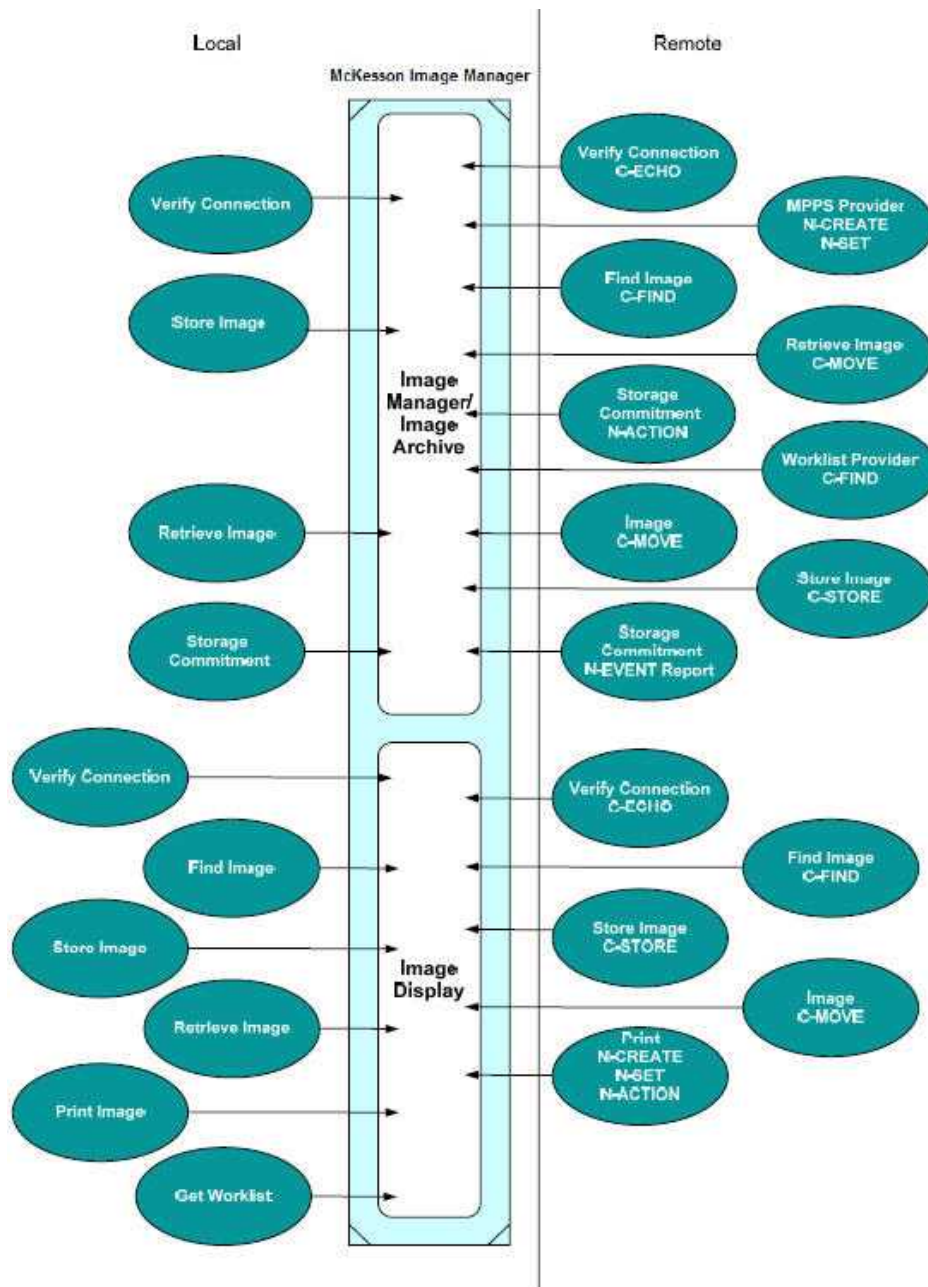 Local
Remote
McKesson Image Manager
Verify Connection
C-ECHO
Verify Connection
MPPS Provider
N-CREATE
N-SET
Find Image
C-FIND
Store Image
Retrieve Image
C-MOVE
Image
Manager/
Image
Archive
Storage
Commitment
N-ACTION
Worklist Provider
C-FIND
Retrieve Image
Image
C-MOVE
Store Image
C-STORE
Storage
Commitment
Storage
Commitment
N-EVENT Report
Verify Connection
Verify Connection
C-ECHO
Find Image
Find Image
C-FIND
Store Image
Store Image
C-STORE
Image
Display
Retrieve Image
Image
C-MOVE
Print
N-CREATE
N-SET
N-ACTION
Print Image
Get Worklist